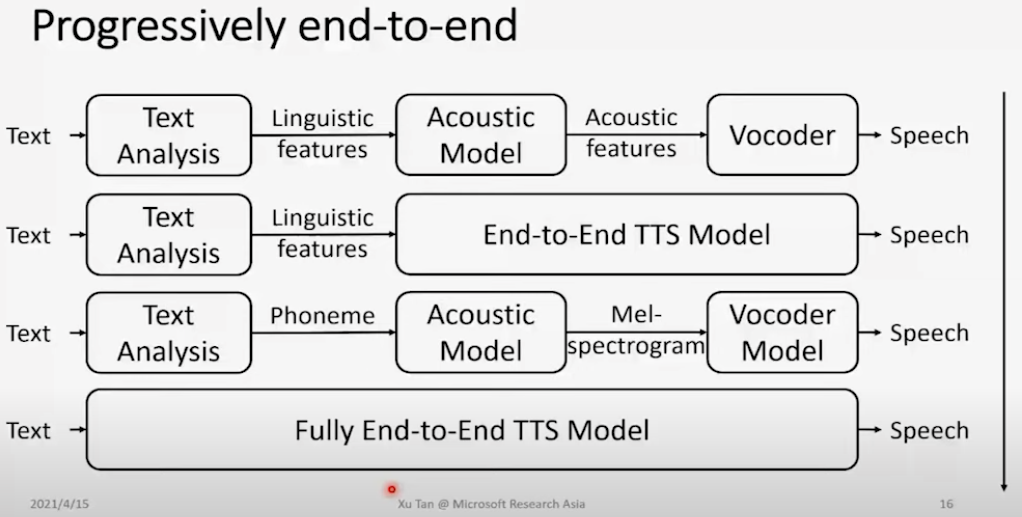 Progressively end-to-end
Text
Text
Analysis
Linguistic
features
Acoustic
Model
Acoustic
features
Vocoder
Speech
Text
Text
Analysis
Linguistic
features
End-to-End TTS Model
Speech
Text
Text
Analysis
Phoneme
Acoustic
Model
Mel-
spectrogram
Vocoder
Model
Speech
Text
Fully End-to-End TTS Model
Speech
2021/4/15
Xu Tan @ Microsoft Research Asia
16